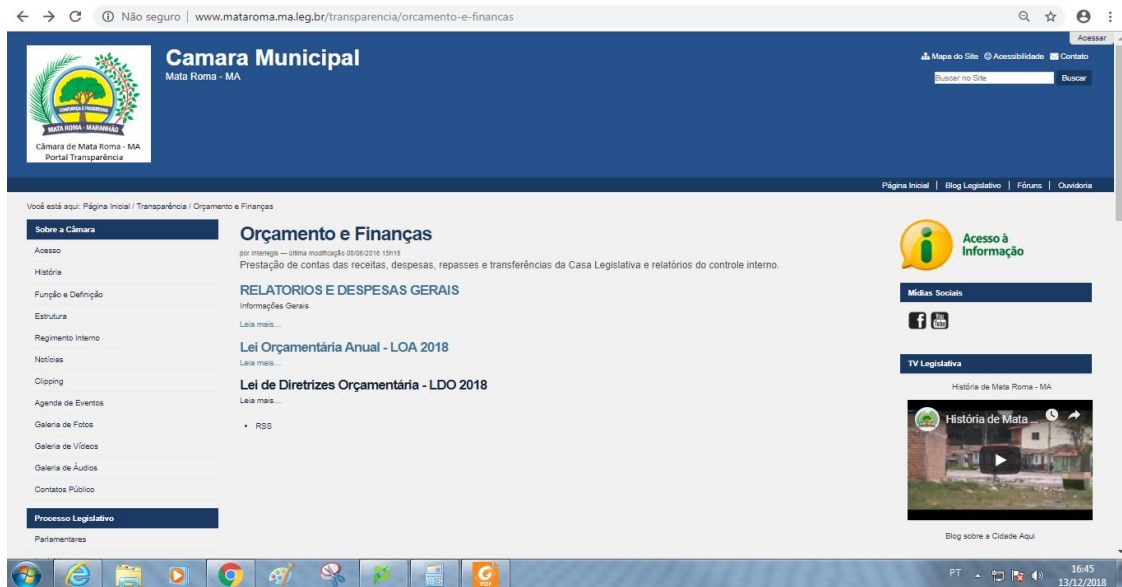 Não seguro | www.mataroma.ma.leg.br/transparencia/orcamento-e-financas
Acessar
Camara Municipal
Mata Roma - MA
Mapa do Site Acessibilidade Contato
Buscar no Site Buscar
CONFIANÇA E PROGRESSO
MATA ROMA - MARANHÃO
Câmara de Mata Roma - MA
Portal Transparência
Página Inicial | Blog Legislativo | Fóruns | Ouvidoria
Você está aqui: Página Inicial / Transparência / Orçamento e Finanças
Sobre a Câmara
Acesso
História
Função e Definição
Estrutura
Regimento Interno
Notícias
Clipping
Agenda de Eventos
Galeria de Fotos
Galeria de Vídeos
Galeria de Áudios
Contatos Público
Processo Legislativo
Parlamentares
Orçamento e Finanças
por Interlegis — última modificação 08/06/2016 15h18
Prestação de contas das receitas, despesas, repasses e transferências da Casa Legislativa e relatórios do controle interno.
RELATORIOS E DESPESAS GERAIS
Informações Gerais
Leia mais...
Lei Orçamentária Anual - LOA 2018
Leia mais...
Lei de Diretrizes Orçamentária - LDO 2018
Leia mais...
• RSS
Acesso à
Informação
Mídias Sociais
You
Tube
TV Legislativa
História de Mata Roma - MA
História de Mata ...
Blog sobre a Cidade Aqui
PDF
PT
16:45
13/12/2018